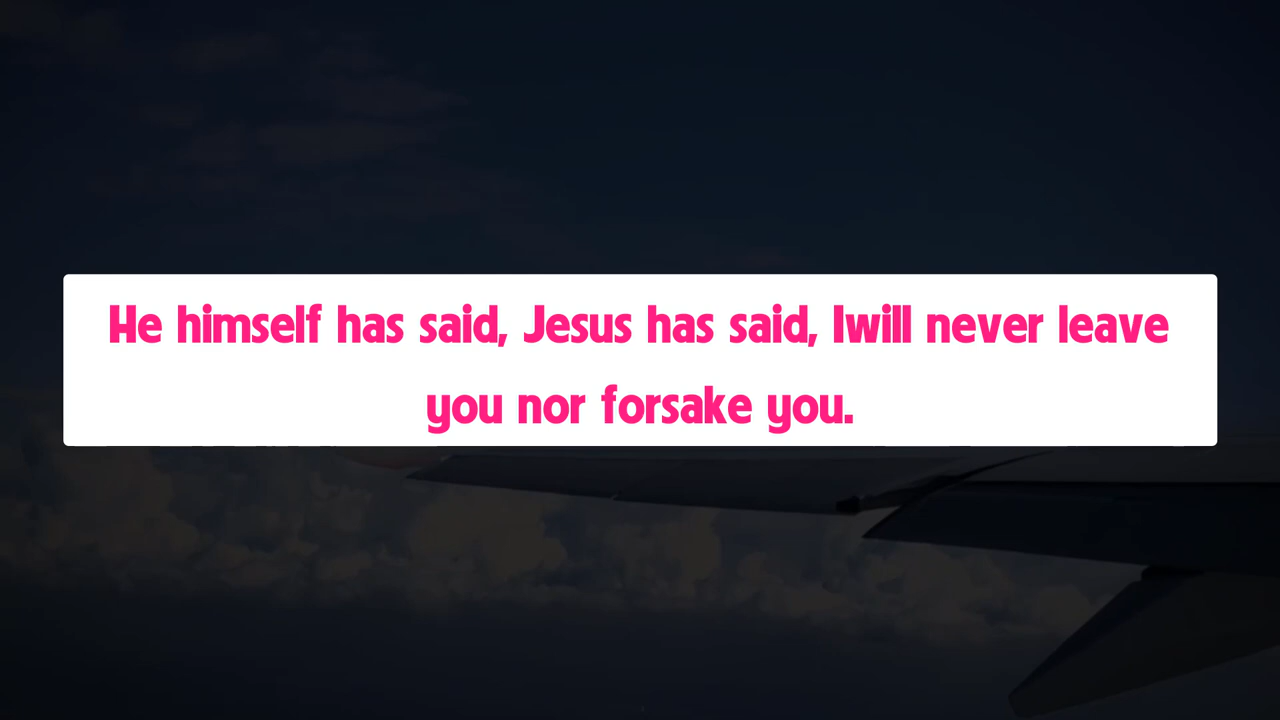 He himself has said, Jesus has said, Iwill never leave
you nor forsake you.